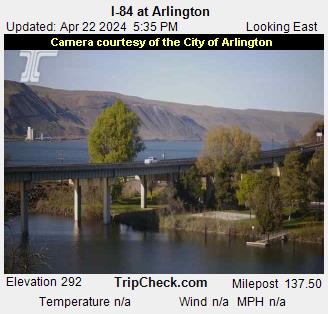 I-84 at Arlington
Updated: Apr 22 2024 5:35 PM Looking East
Camera courtesy of the City of Arlington
Elevation 292 TripCheck.com Milepost 137.50
Temperature n/a Wind n/a MPH n/a